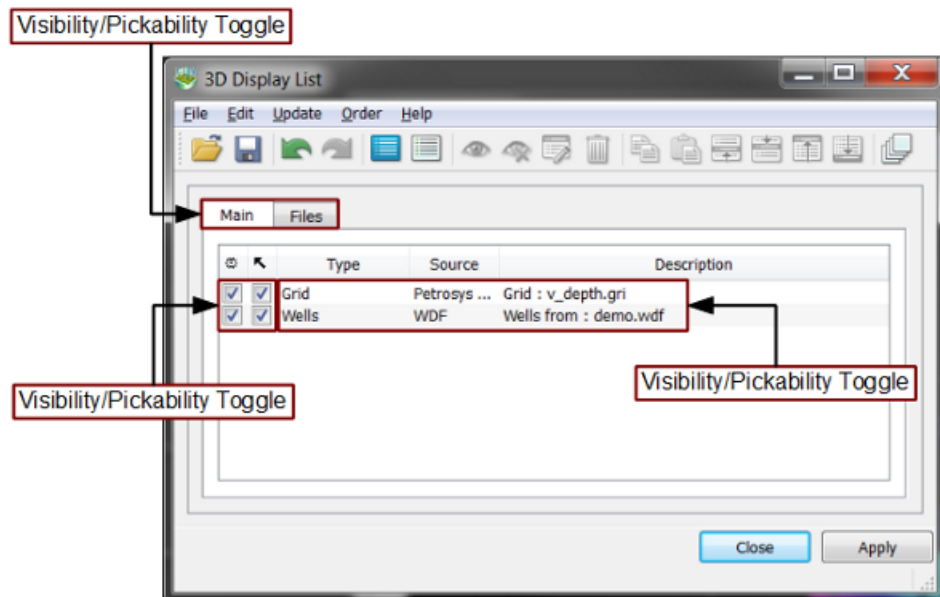 Visibility/Pickability Toggle
3D Display List
File Edit Update Order Help
Main Files
Type Source Description
Grid Petrosys ... Grid : v_depth.gri
Wells WDF Wells from : demo.wdf
Visibility/Pickability Toggle
Visibility/Pickability Toggle
Close Apply